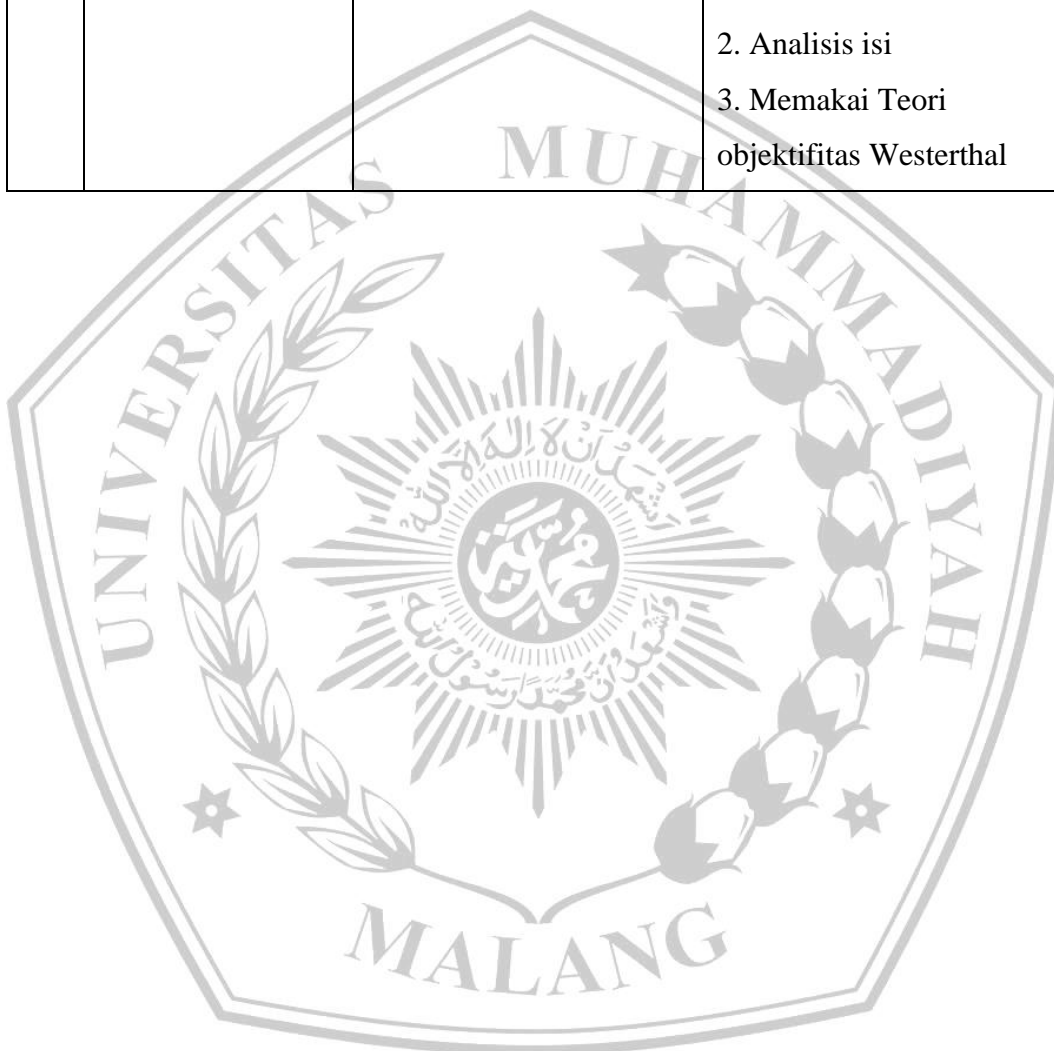 2. Analisis isi
3. Memakai Teori
objektifitas Westerthal
UNIVERSITAS MUHAMMADIYAH
MALANG